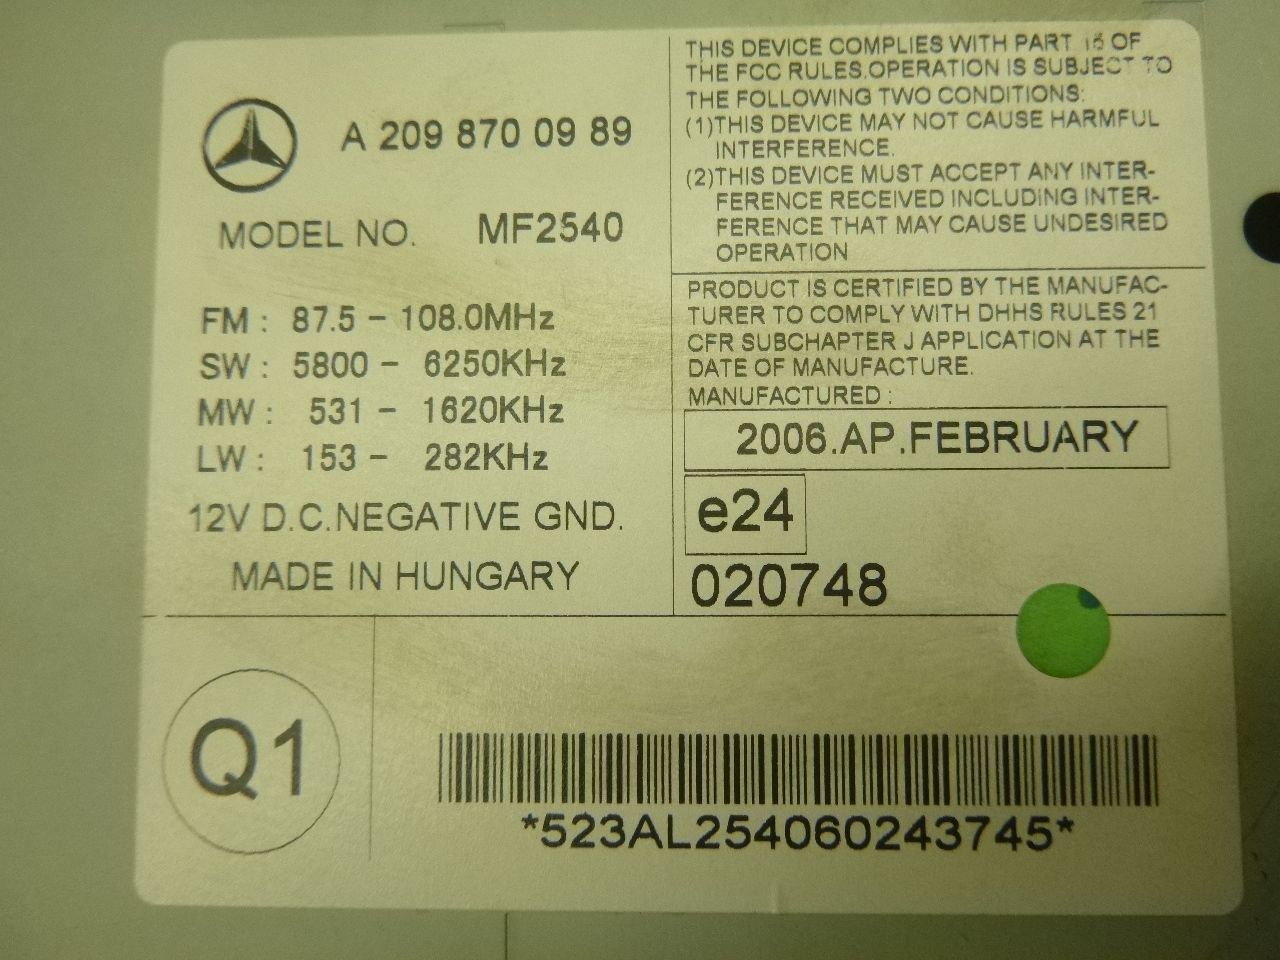 A 209 870 09 89
MODEL NO. MF2540
FM : 87.5 - 108.0MHz
SW : 5800 - 6250KHz
MW : 531 - 1620KHz
LW : 153 - 282KHz
12V D.C.NEGATIVE GND.
MADE IN HUNGARY
THIS DEVICE COMPLIES WITH PART 15 OF
THE FCC RULES.OPERATION IS SUBJECT TO
THE FOLLOWING TWO CONDITIONS:
(1)THIS DEVICE MAY NOT CAUSE HARMFUL
INTERFERENCE.
(2)THIS DEVICE MUST ACCEPT ANY INTER-
FERENCE RECEIVED INCLUDING INTER-
FERENCE THAT MAY CAUSE UNDESIRED
OPERATION
PRODUCT IS CERTIFIED BY THE MANUFAC-
TURER TO COMPLY WITH DHHS RULES 21
CFR SUBCHAPTER J APPLICATION AT THE
DATE OF MANUFACTURE.
MANUFACTURED :
2006.AP.FEBRUARY
e24
020748
Q1
*523AL254060243745*